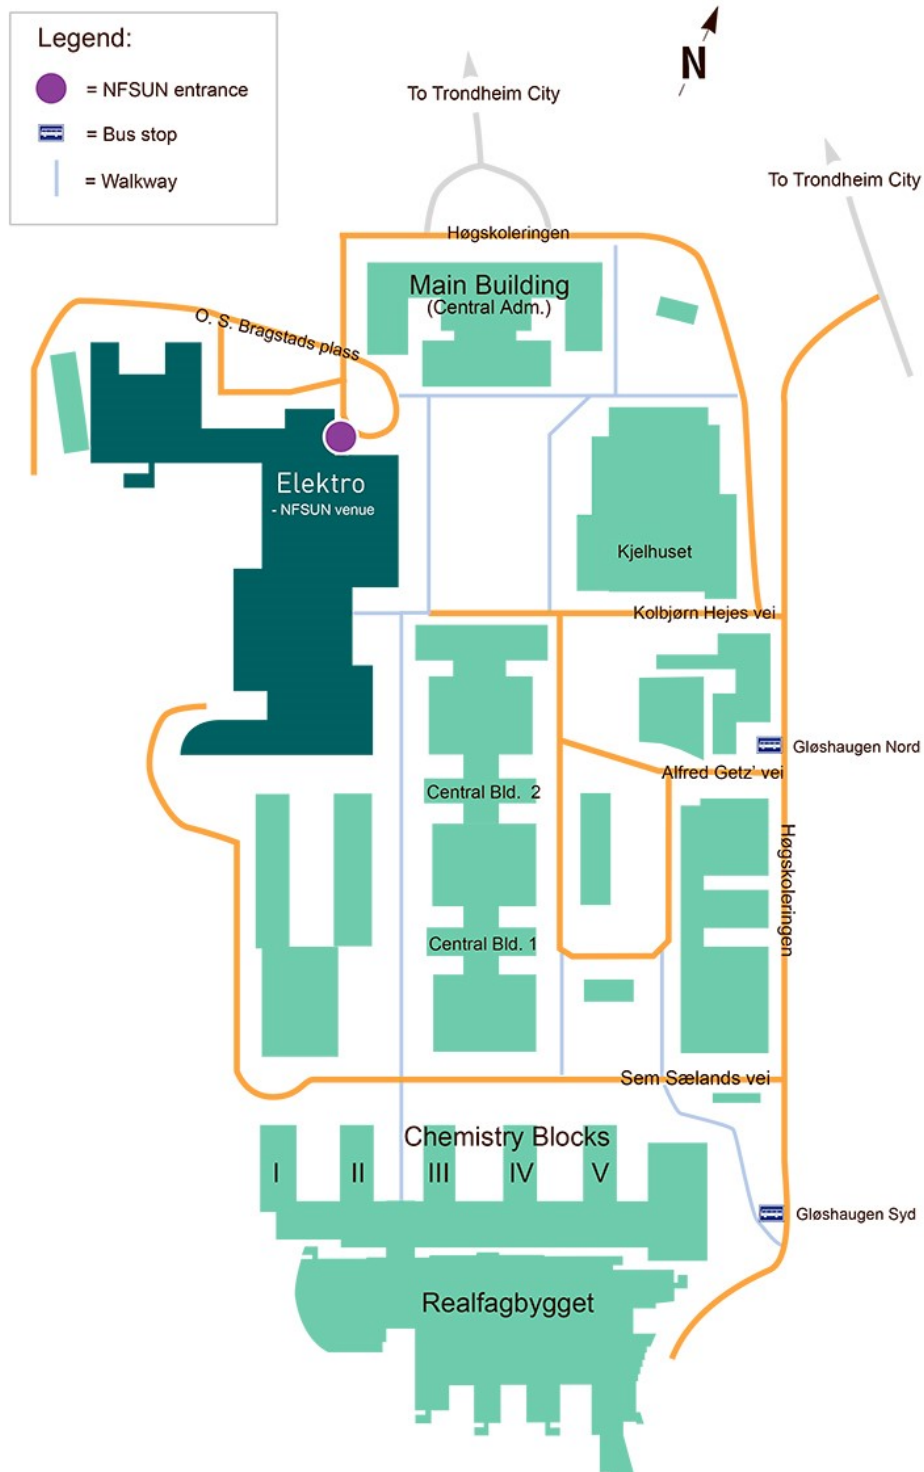 Legend:
= NFSUN entrance
= Bus stop
= Walkway
N
To Trondheim City
To Trondheim City
Høgskoleringen
Main Building
(Central Adm.)
O. S. Bragstads plass
Elektro
- NFSUN venue
Kjelhuset
Kolbjørn Hejes vei
Gløshaugen Nord
Alfred Getz' vei
Central Bld. 2
Høgskoleringen
Central Bld. 1
Sem Sælands vei
Chemistry Blocks
I II III IV V
Gløshaugen Syd
Realfagbygget